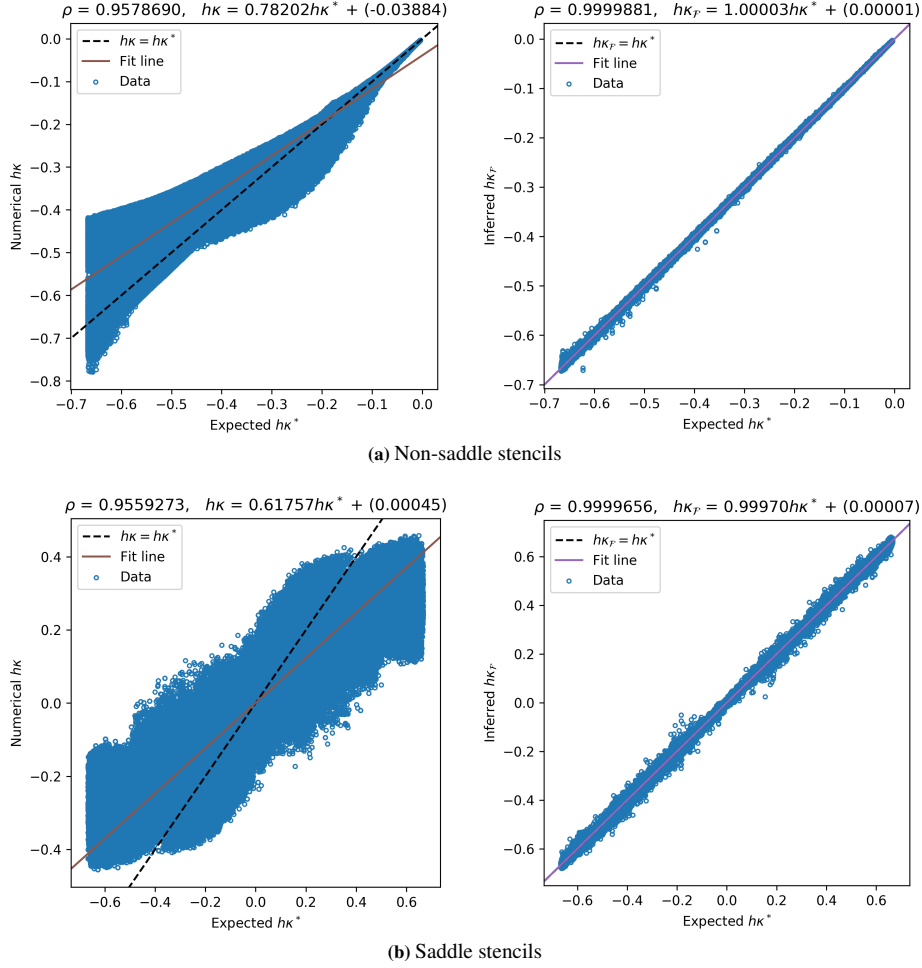 ρ = 0.9578690, hκ = 0.78202hκ* + (-0.03884)
hκ = hκ*
Fit line
Data
0.0
−0.1
−0.2
−0.3
−0.4
−0.5
−0.6
−0.7
−0.8
Numerical hκ
−0.7 −0.6 −0.5 −0.4 −0.3 −0.2 −0.1 0.0
Expected hκ*
ρ = 0.9999881, hκ_F = 1.00003hκ* + (0.00001)
hκ_F = hκ*
Fit line
Data
0.0
−0.1
−0.2
−0.3
−0.4
−0.5
−0.6
−0.7
Inferred hκ_F
−0.7 −0.6 −0.5 −0.4 −0.3 −0.2 −0.1 0.0
Expected hκ*
(a) Non-saddle stencils
ρ = 0.9559273, hκ = 0.61757hκ* + (0.00045)
hκ = hκ*
Fit line
Data
0.4
0.2
0.0
−0.2
−0.4
Numerical hκ
−0.6 −0.4 −0.2 0.0 0.2 0.4 0.6
Expected hκ*
ρ = 0.9999656, hκ_F = 0.99970hκ* + (0.00007)
hκ_F = hκ*
Fit line
Data
0.6
0.4
0.2
0.0
−0.2
−0.4
−0.6
Inferred hκ_F
−0.6 −0.4 −0.2 0.0 0.2 0.4 0.6
Expected hκ*
(b) Saddle stencils